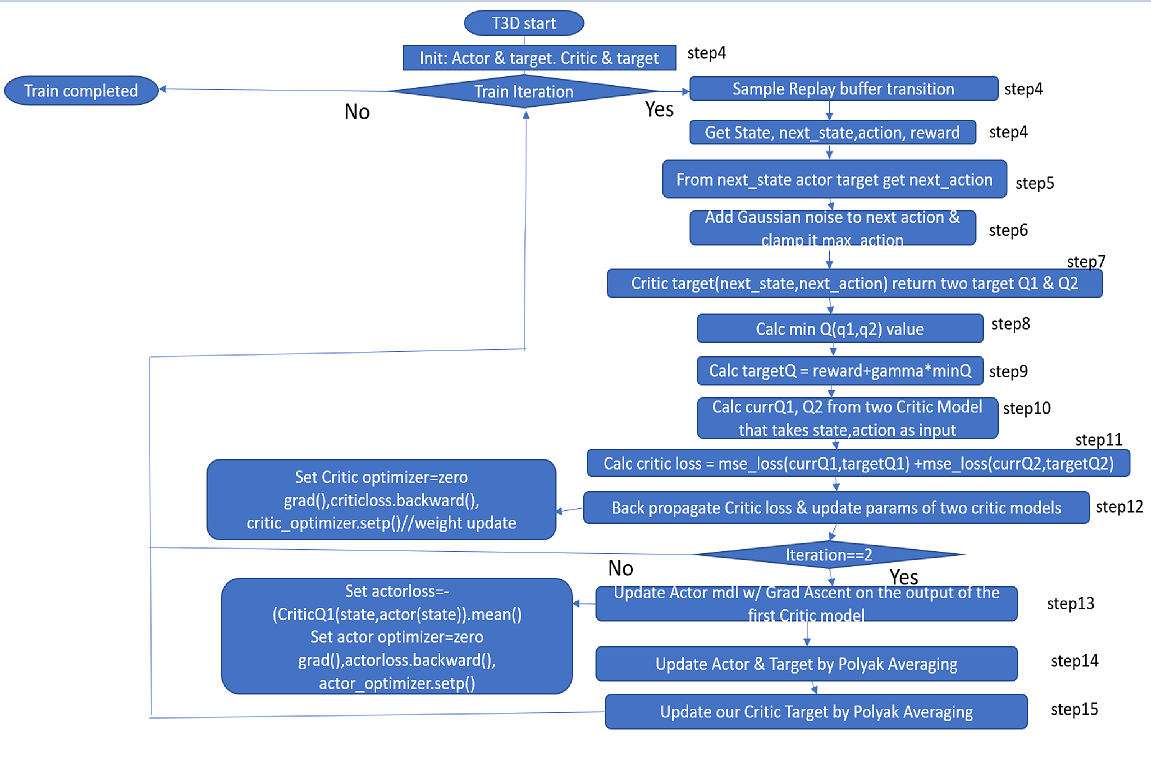 T3D start
Init: Actor & target. Critic & target
step4
Train completed
Train Iteration
No
Yes
Sample Replay buffer transition
step4
Get State, next_state,action, reward
step4
From next_state actor target get next_action
step5
Add Gaussian noise to next action &
clamp it max_action
step6
step7
Critic target(next_state,next_action) return two target Q1 & Q2
Calc min Q(q1,q2) value
step8
Calc targetQ = reward+gamma*minQ
step9
Calc currQ1, Q2 from two Critic Model
that takes state,action as input
step10
step11
Calc critic loss = mse_loss(currQ1,targetQ1) +mse_loss(currQ2,targetQ2)
Set Critic optimizer=zero
grad(),criticloss.backward(),
critic_optimizer.setp()//weight update
Back propagate Critic loss & update params of two critic models
step12
Iteration==2
No
Yes
Set actorloss=-
(CriticQ1(state,actor(state)).mean()
Set actor optimizer=zero
grad(),actorloss.backward(),
actor_optimizer.setp()
Update Actor mdl w/ Grad Ascent on the output of the
first Critic model
step13
Update Actor & Target by Polyak Averaging
step14
Update our Critic Target by Polyak Averaging
step15